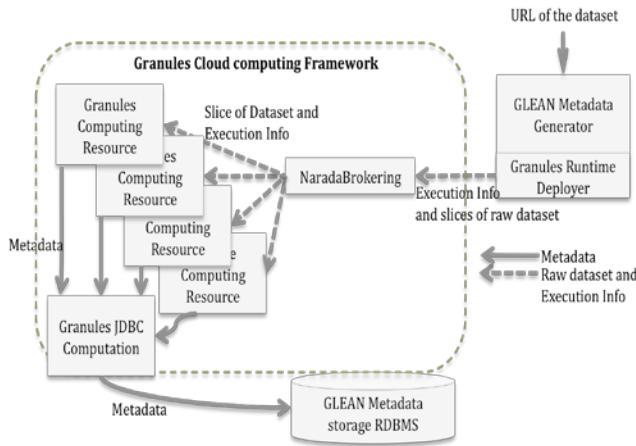 URL of the dataset
Granules Cloud computing Framework
Granules
Computing
Resource
Slice of Dataset and
Execution Info
GLEAN Metadata
Generator
Granules Runtime
Deployer
Computing
Resource
NaradaBrokering
Execution Info
and slices of raw dataset
Computing
Resource
Metadata
Computing
Resource
Metadata
Raw dataset and
Execution Info
Granules JDBC
Computation
Metadata
GLEAN Metadata
storage RDBMS